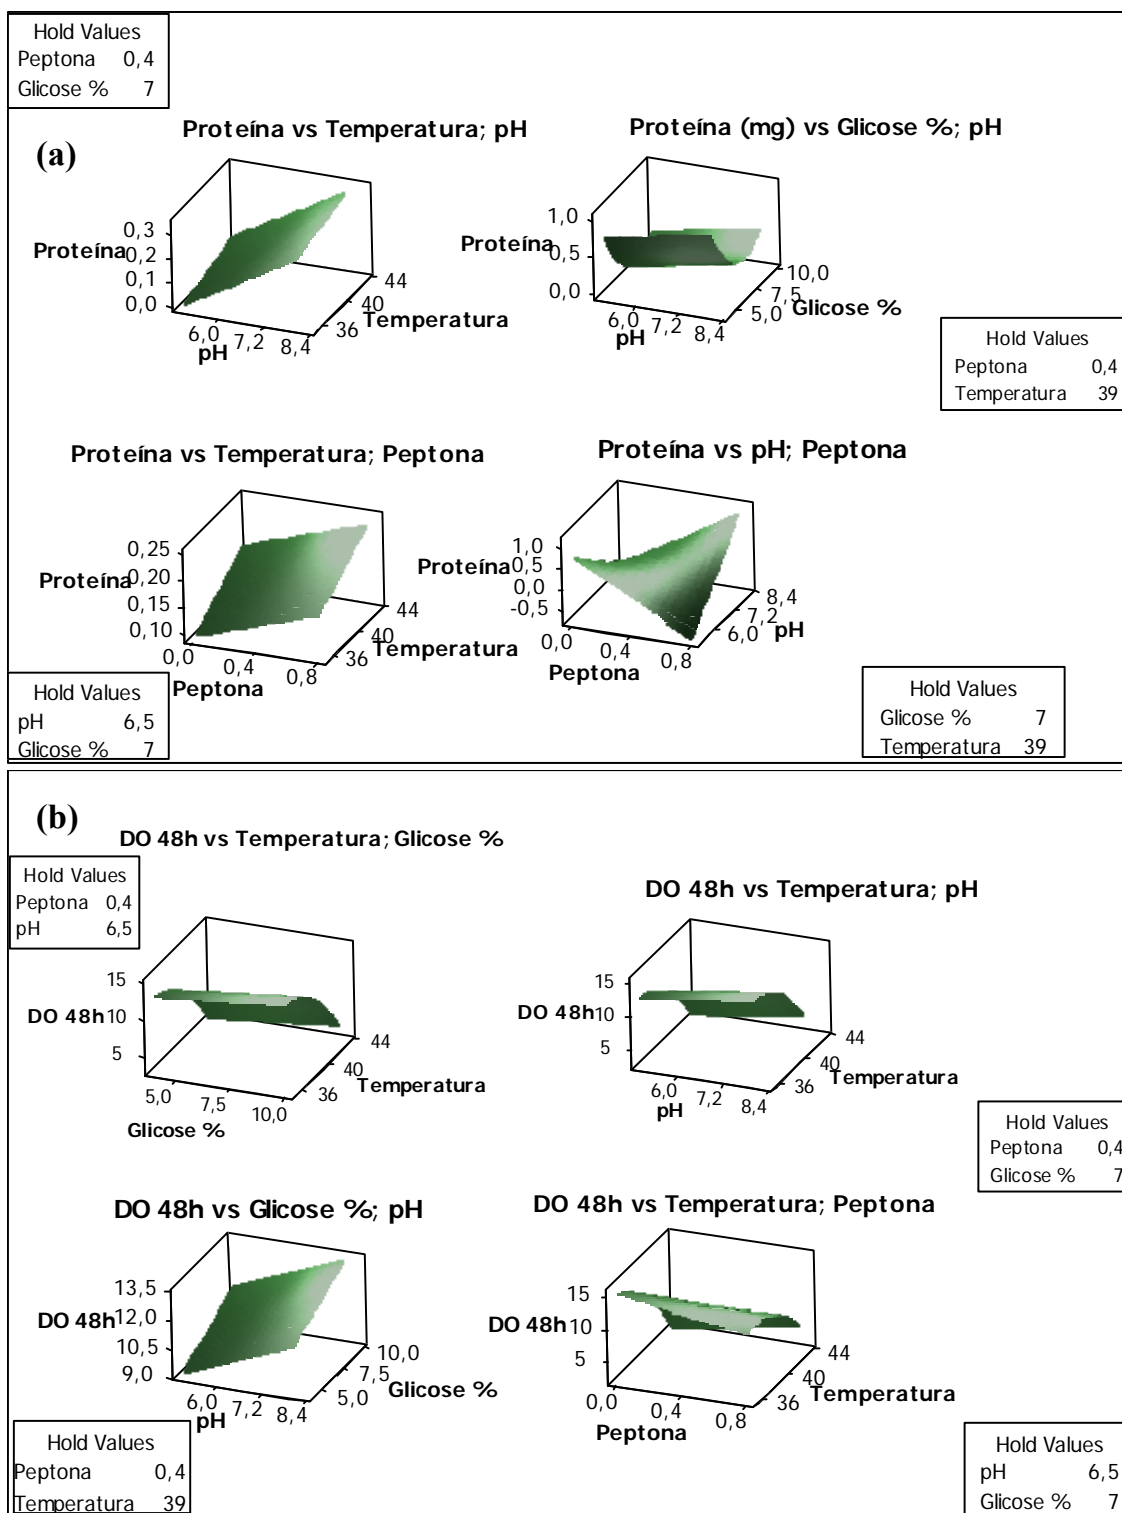 Hold Values
Peptona 0,4
Glicose % 7
(a)
Proteína vs Temperatura; pH
0,3
0,2
0,1
0,0
Proteína
6,0 7,2 8,4
pH
36 40 44
Temperatura
Proteína (mg) vs Glicose %; pH
1,0
0,5
0,0
Proteína
6,0 7,2 8,4
pH
5,0 7,5 10,0
Glicose %
Hold Values
Peptona 0,4
Temperatura 39
Proteína vs Temperatura; Peptona
0,25
0,20
0,15
0,10
Proteína
0,0 0,4 0,8
Peptona
36 40 44
Temperatura
Hold Values
pH 6,5
Glicose % 7
Proteína vs pH; Peptona
1,0
0,5
0,0
-0,5
Proteína
0,0 0,4 0,8
Peptona
6,0 7,2 8,4
pH
Hold Values
Glicose % 7
Temperatura 39
(b)
DO 48h vs Temperatura; Glicose %
Hold Values
Peptona 0,4
pH 6,5
15
10
5
DO 48h
5,0 7,5 10,0
Glicose %
36 40 44
Temperatura
DO 48h vs Temperatura; pH
15
10
5
DO 48h
6,0 7,2 8,4
pH
36 40 44
Temperatura
Hold Values
Peptona 0,4
Glicose % 7
DO 48h vs Glicose %; pH
13,5
12,0
10,5
9,0
DO 48h
6,0 7,2 8,4
pH
5,0 7,5 10,0
Glicose %
Hold Values
Peptona 0,4
Temperatura 39
DO 48h vs Temperatura; Peptona
15
10
5
DO 48h
0,0 0,4 0,8
Peptona
36 40 44
Temperatura
Hold Values
pH 6,5
Glicose % 7